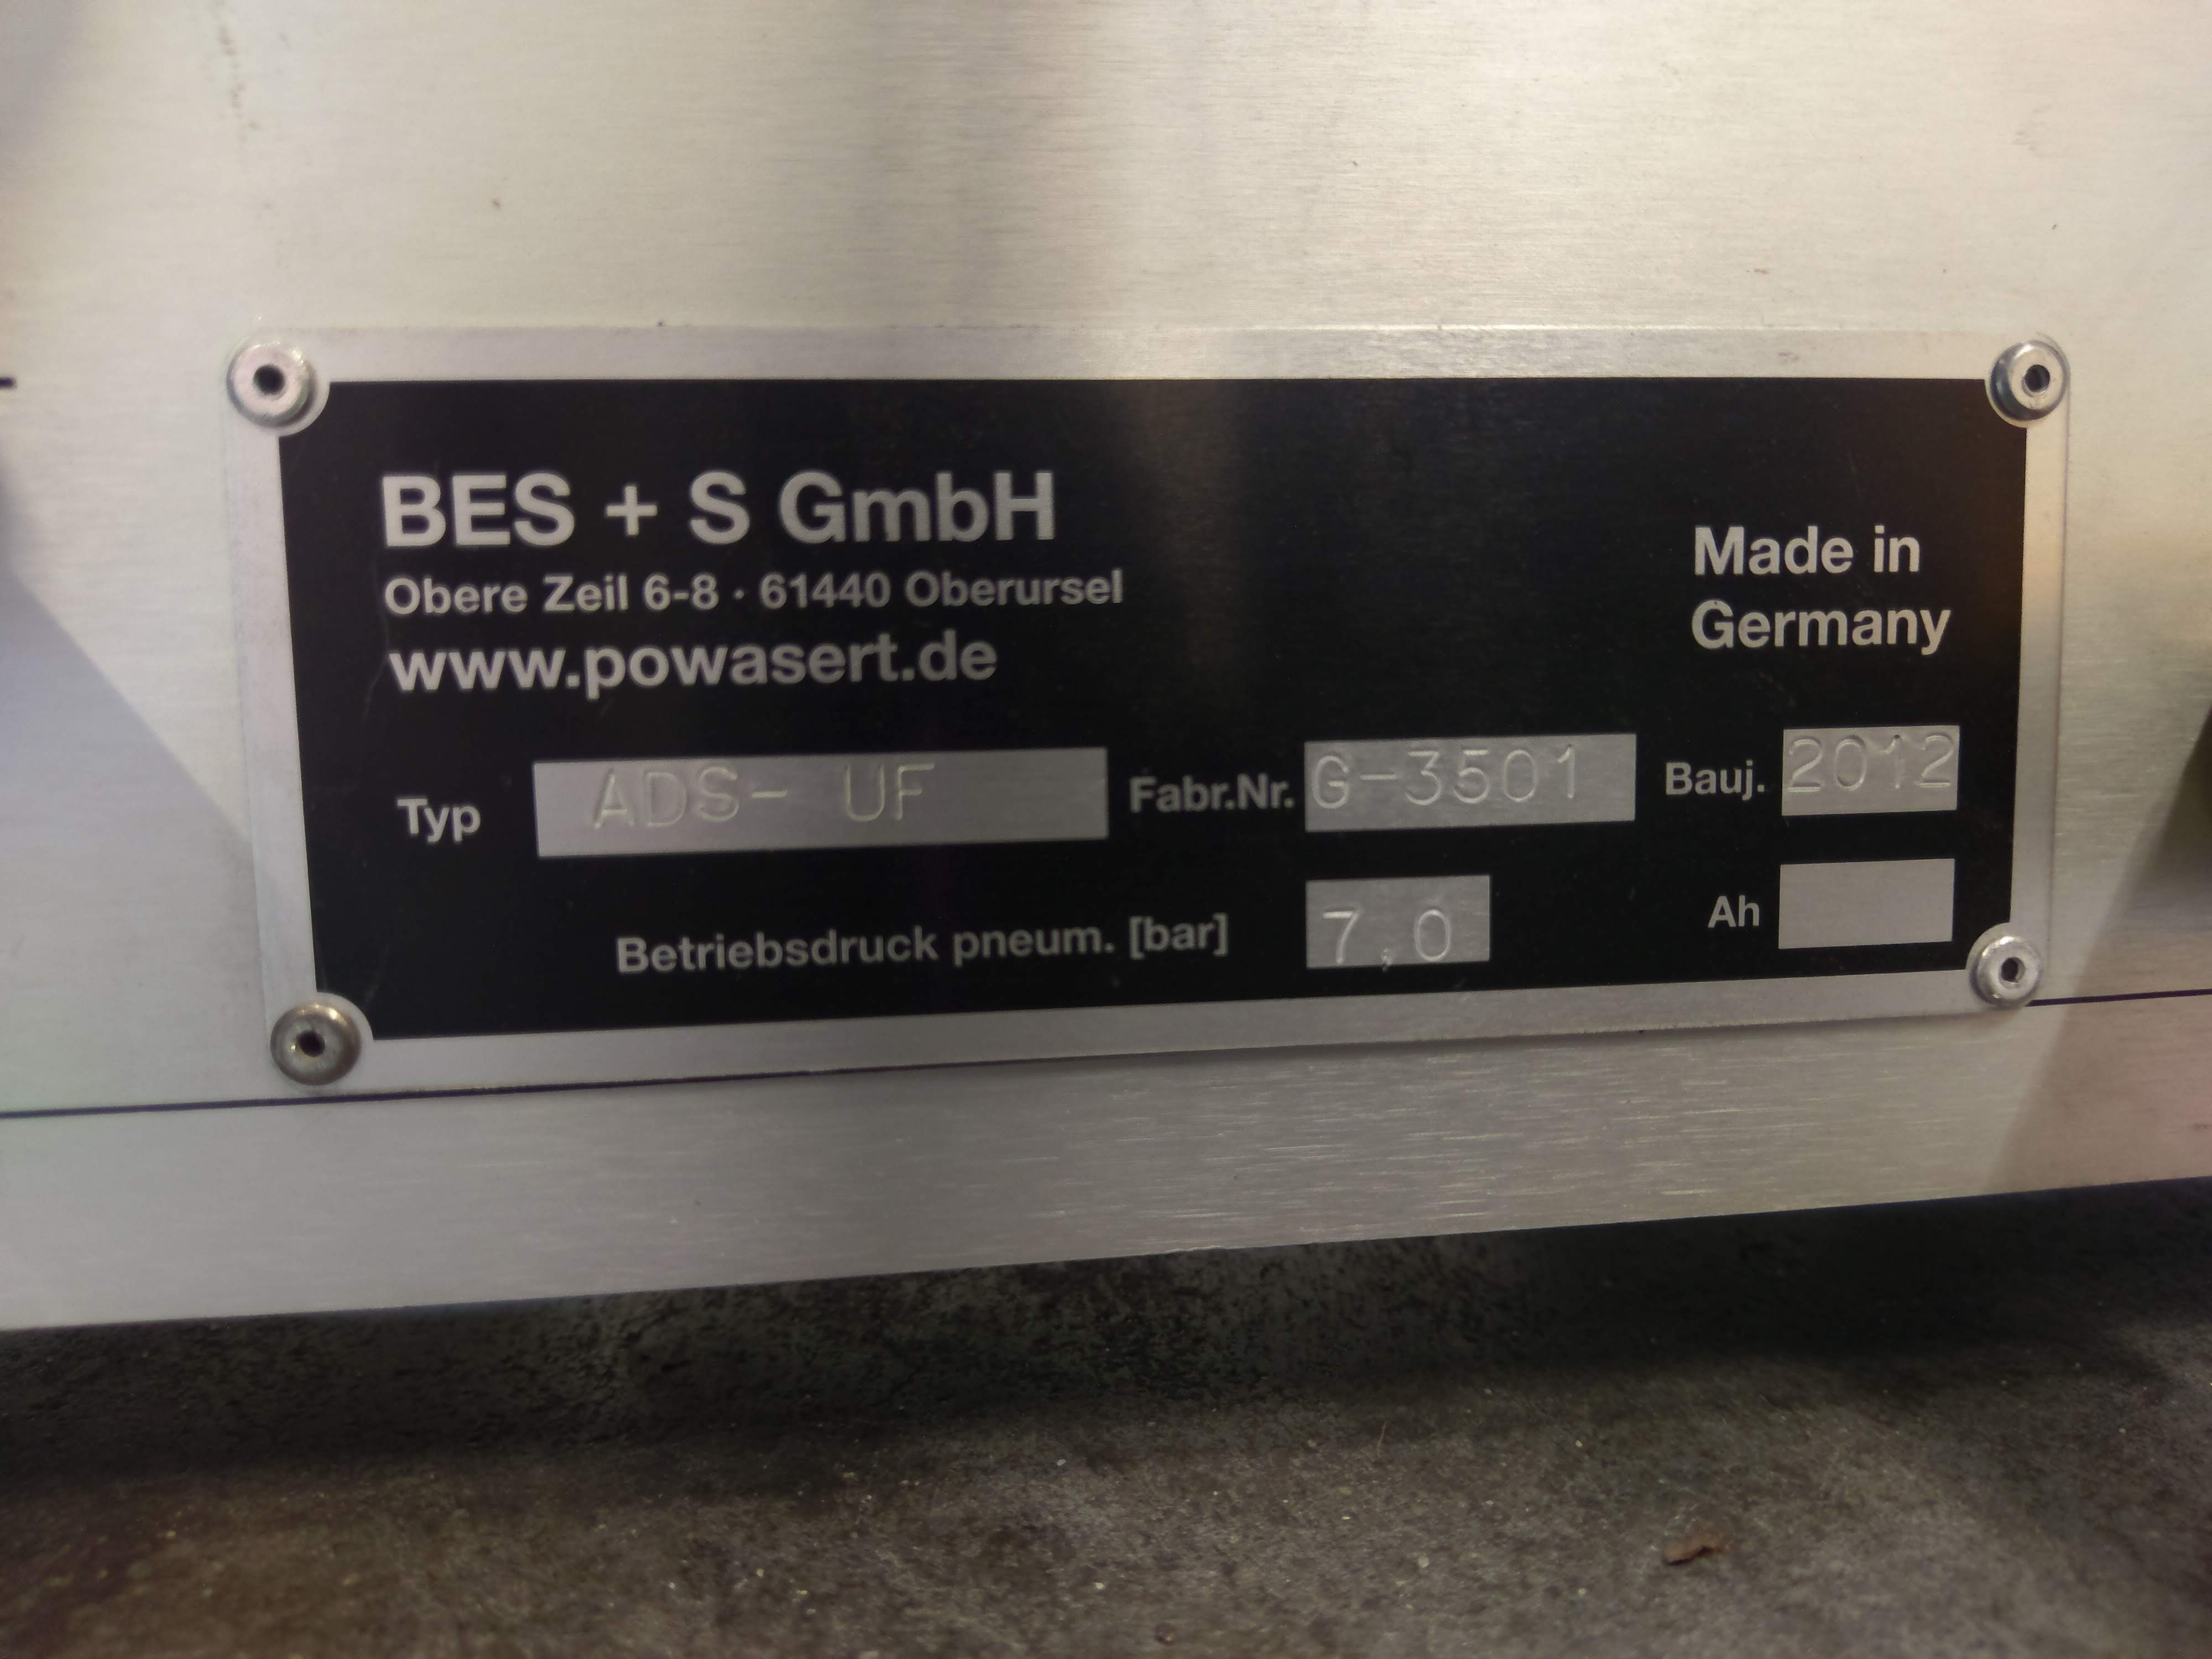 BES + S GmbH
Obere Zeil 6-8 · 61440 Oberursel
www.powasert.de
Made in
Germany
Typ ADS- UF Fabr.Nr. G-3501 Bauj. 2012
Betriebsdruck pneum. [bar] 7,0 Ah